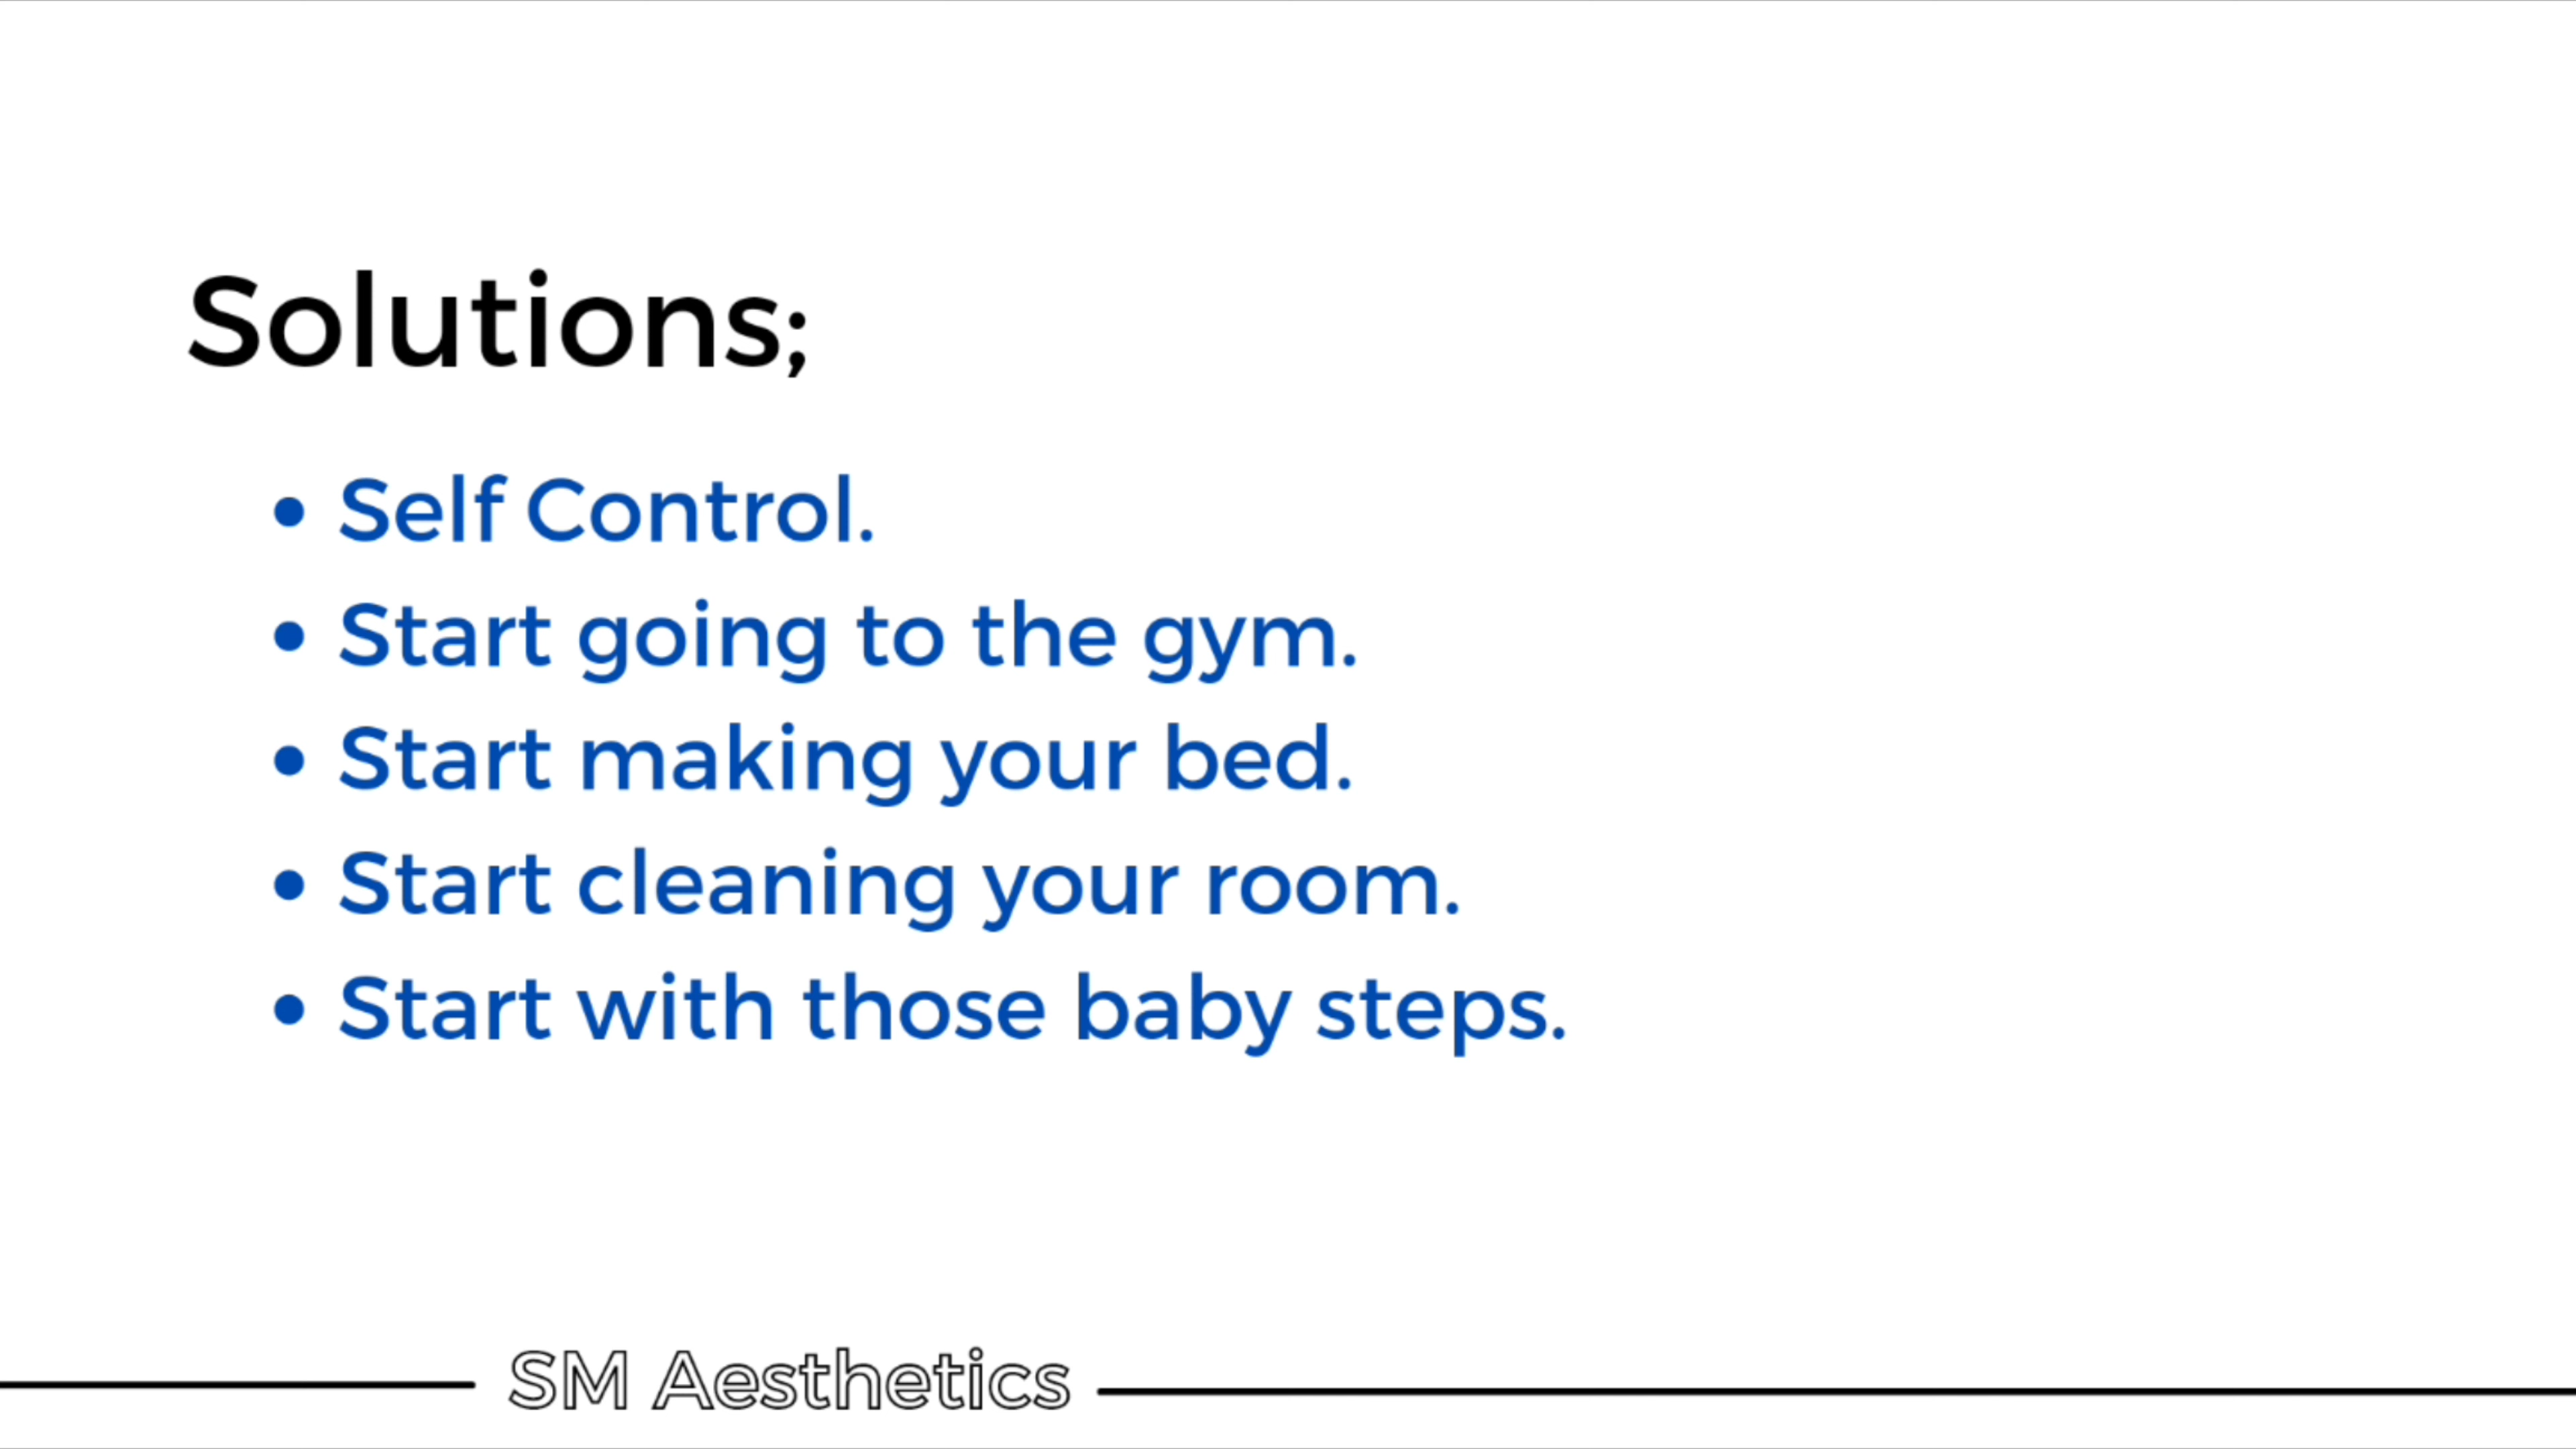 Solutions;
• Self Control.
• Start going to the gym.
• Start making your bed.
• Start cleaning your room.
• Start with those baby steps.
SM Aesthetics